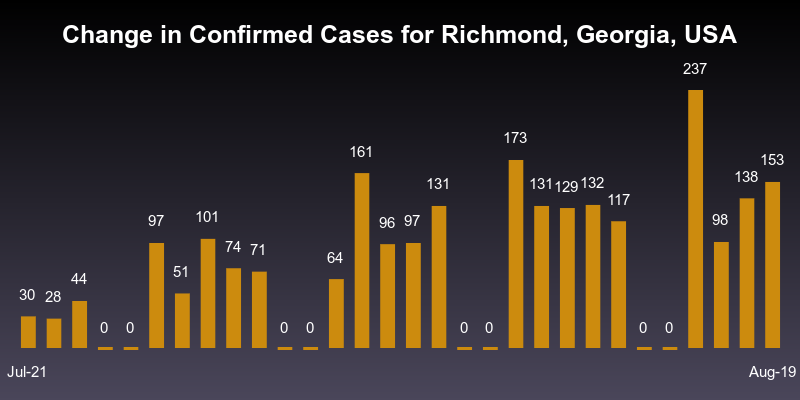 Change in Confirmed Cases for Richmond, Georgia, USA
30 28 44 0 0 97 51 101 74 71 0 0 64 161 96 97 131 0 0 173 131 129 132 117 0 0 237 98 138 153
Jul-21 Aug-19